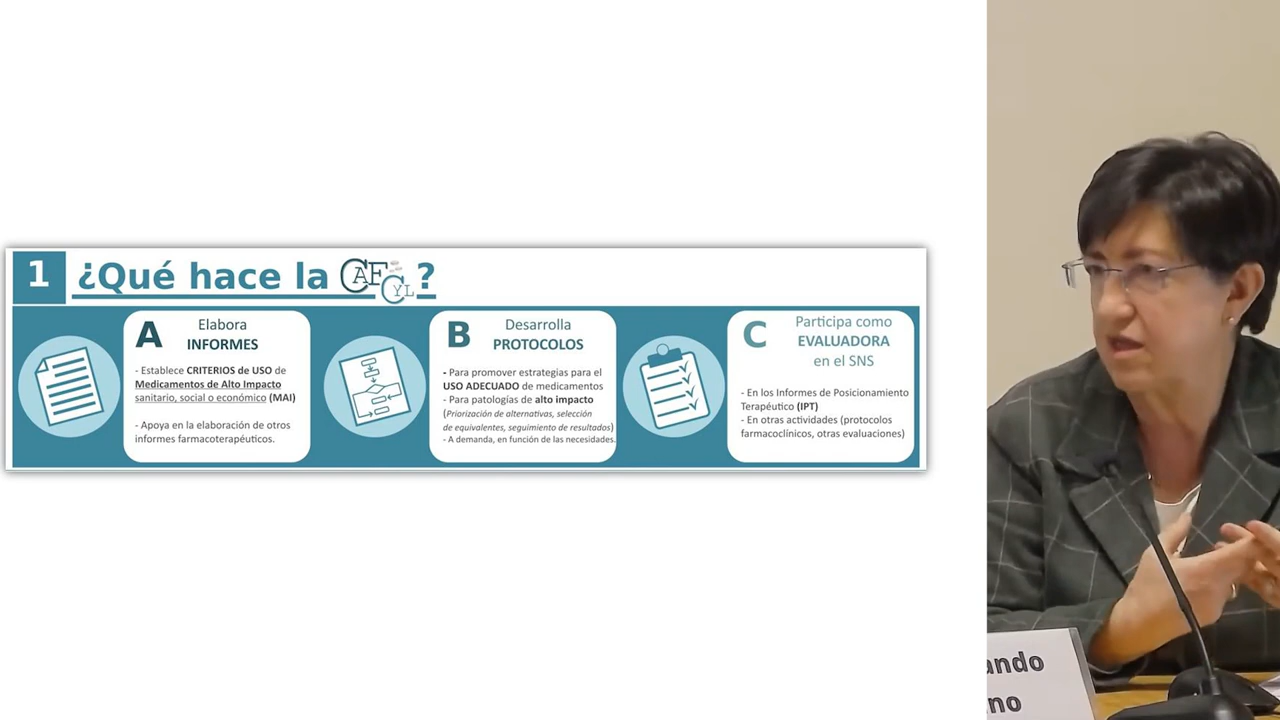 1 ¿Qué hace la CAFCYL?
A Elabora
INFORMES
- Establece CRITERIOS de USO de
Medicamentos de Alto Impacto
sanitario, social o económico (MAI)
- Apoya en la elaboración de otros
informes farmacoterapéuticos.
B Desarrolla
PROTOCOLOS
- Para promover estrategias para el
USO ADECUADO de medicamentos
- Para patologías de alto impacto
(Priorización de alternativas, selección
de equivalentes, seguimiento de resultados)
- A demanda, en función de las necesidades.
C Participa como
EVALUADORA
en el SNS
- En los Informes de Posicionamiento
Terapéutico (IPT)
- En otras actividades (protocolos
farmacoclínicos, otras evaluaciones)
ando
no